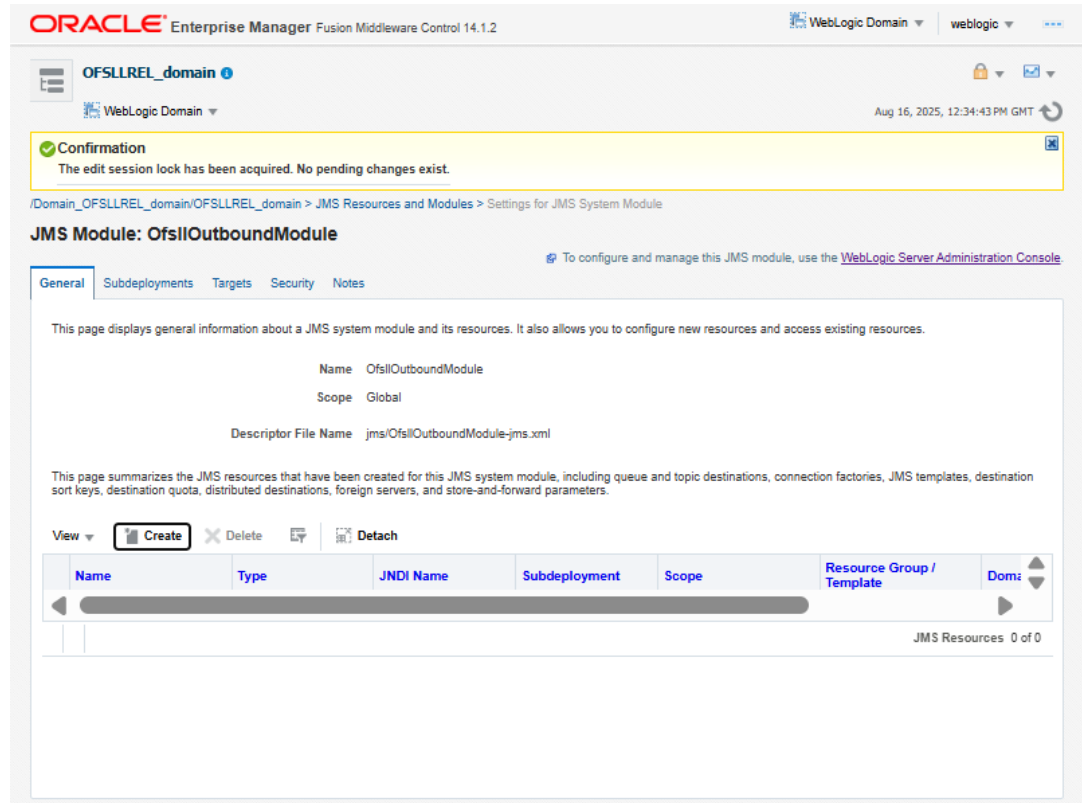 ORACLE® Enterprise Manager Fusion Middleware Control 14.1.2
WebLogic Domain
weblogic
OFSLLREL_domain
WebLogic Domain
Aug 16, 2025, 12:34:43 PM GMT
Confirmation
The edit session lock has been acquired. No pending changes exist.
/Domain_OFSLLREL_domain/OFSLLREL_domain > JMS Resources and Modules > Settings for JMS System Module
JMS Module: OfsllOutboundModule
To configure and manage this JMS module, use the WebLogic Server Administration Console.
General Subdeployments Targets Security Notes
This page displays general information about a JMS system module and its resources. It also allows you to configure new resources and access existing resources.
Name OfsllOutboundModule
Scope Global
Descriptor File Name jms/OfsllOutboundModule-jms.xml
This page summarizes the JMS resources that have been created for this JMS system module, including queue and topic destinations, connection factories, JMS templates, destination
sort keys, destination quota, distributed destinations, foreign servers, and store-and-forward parameters.
View Create Delete Detach
Name Type JNDI Name Subdeployment Scope Resource Group / Template Doma
JMS Resources 0 of 0